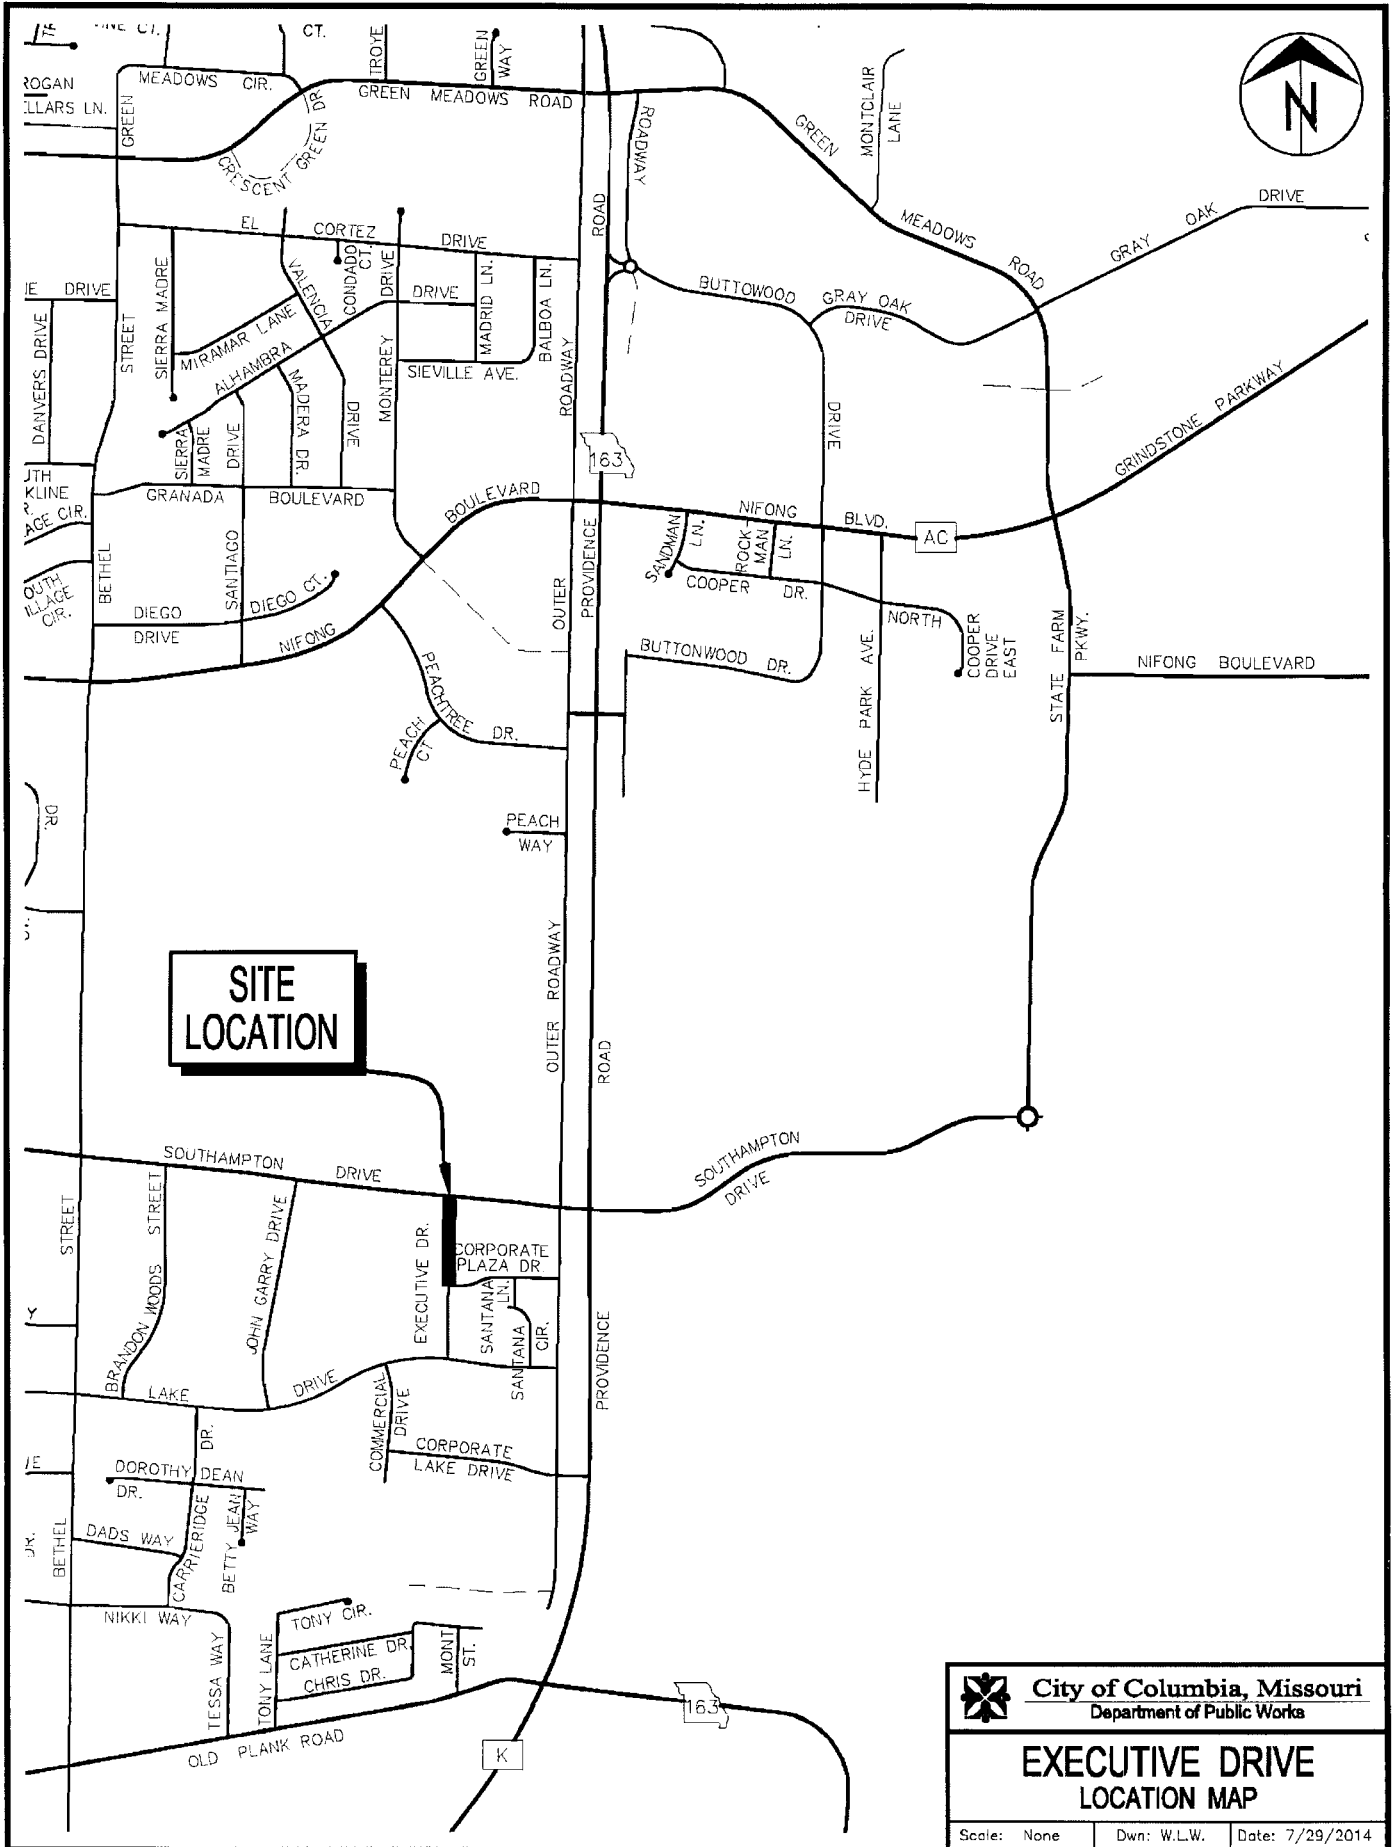 CT.
MEADOWS CIR.
TROYE
GREEN WAY
GREEN MEADOWS ROAD
GREEN
CRESCENT GREEN DR.
ROADWAY
GREEN
MONTCLAIR
LANE
N
MEADOWS
ROAD
GRAY OAK DRIVE
EL CORTEZ DRIVE
ROAD
DRIVE
SIERRA MADRE
VALENCIA
CONDADO
CT.
DRIVE
DRIVE
MADRID LN.
BALBOA LN.
BUTTOWOOD
GRAY OAK
DRIVE
DANVERS DRIVE
STREET
MIRAMAR LANE
ALHAMBRA
MADERA DR.
DRIVE
MONTEREY
SIEVILLE AVE.
ROADWAY
DRIVE
GRINDSTONE PARKWAY
SIERRA
MADRE
DRIVE
163
GRANADA BOULEVARD
BOULEVARD
NIFONG BLVD.
AC
SANDMAN
LN.
ROCK-
MAN
LN.
COOPER DR.
NORTH
COOPER
DRIVE
EAST
BETHEL
SANTIAGO
DIEGO
DRIVE
DIEGO CT.
NIFONG
OUTER
PROVIDENCE
BUTTONWOOD DR.
HYDE PARK AVE.
STATE FARM
PKWY.
NIFONG BOULEVARD
PEACHTREE DR.
PEACH
CT
PEACH
WAY
DR.
SITE
LOCATION
OUTER ROADWAY
ROAD
SOUTHAMPTON DRIVE
SOUTHAMPTON
DRIVE
STREET
BRANDON WOODS STREET
JOHN GARRY DRIVE
EXECUTIVE DR.
CORPORATE
PLAZA DR.
SANTANA
LN.
SANTANA
CIR.
PROVIDENCE
LAKE DRIVE
COMMERCIAL
DRIVE
CORPORATE
LAKE DRIVE
DR.
DOROTHY DEAN
DR.
BETHEL
DADS WAY
CARRIERIDGE
BETTY JEAN
WAY
NIKKI WAY
TESSA WAY
TONY LANE
TONY CIR.
CATHERINE DR.
CHRIS DR.
MONT
ST.
OLD PLANK ROAD
163
K
City of Columbia, Missouri
Department of Public Works
EXECUTIVE DRIVE
LOCATION MAP
Scale: None Dwn: W.L.W. Date: 7/29/2014